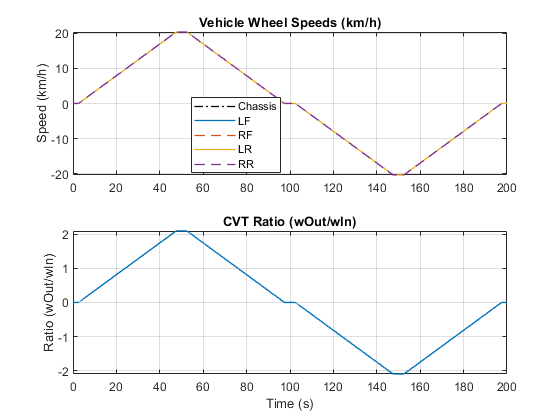 Vehicle Wheel Speeds (km/h)
20
10
0
-10
-20
Speed (km/h)
Chassis
LF
RF
LR
RR
0 20 40 60 80 100 120 140 160 180 200
CVT Ratio (wOut/wIn)
2
1
0
-1
-2
Ratio (wOut/wIn)
0 20 40 60 80 100 120 140 160 180 200
Time (s)